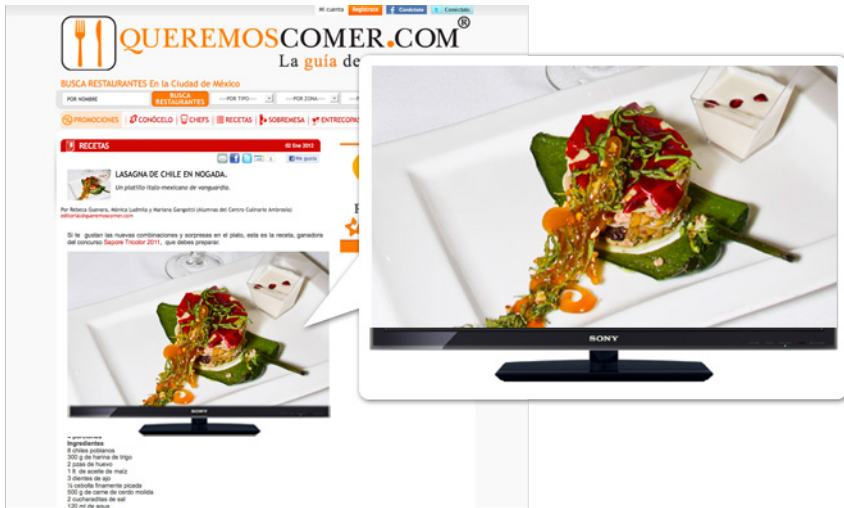 Mi cuenta Regístrate Conéctate Conéctate
QUEREMOSCOMER.COM®
La guía de
BUSCA RESTAURANTES En la Ciudad de México
POR NOMBRE BUSCA RESTAURANTES ----POR TIPO---- ----POR ZONA----
PROMOCIONES CONÓCELO CHEFS RECETAS SOBREMESA ENTRECOPAS
RECETAS 02 Ene 2012
Me gusta
LASAGNA DE CHILE EN NOGADA.
Un platillo ítalo-mexicano de vanguardia.
Por Rebeca Guevara, Mónica Ludmila y Mariana Gangoiti (Alumnas del Centro Culinario Ambrosía)
editorial@queremoscomer.com
Si te gustan las nuevas combinaciones y sorpresas en el plato, esta es la receta, ganadora
del concurso Sapore Tricolor 2011, que debes preparar.
SONY
SONY
4 porciones
Ingredientes
8 chiles poblanos
300 g de harina de trigo
2 pzas de huevo
1 lt de aceite de maíz
3 dientes de ajo
½ cebolla finamente picada
500 g de carne de cerdo molida
2 cucharaditas de sal
120 ml de agua